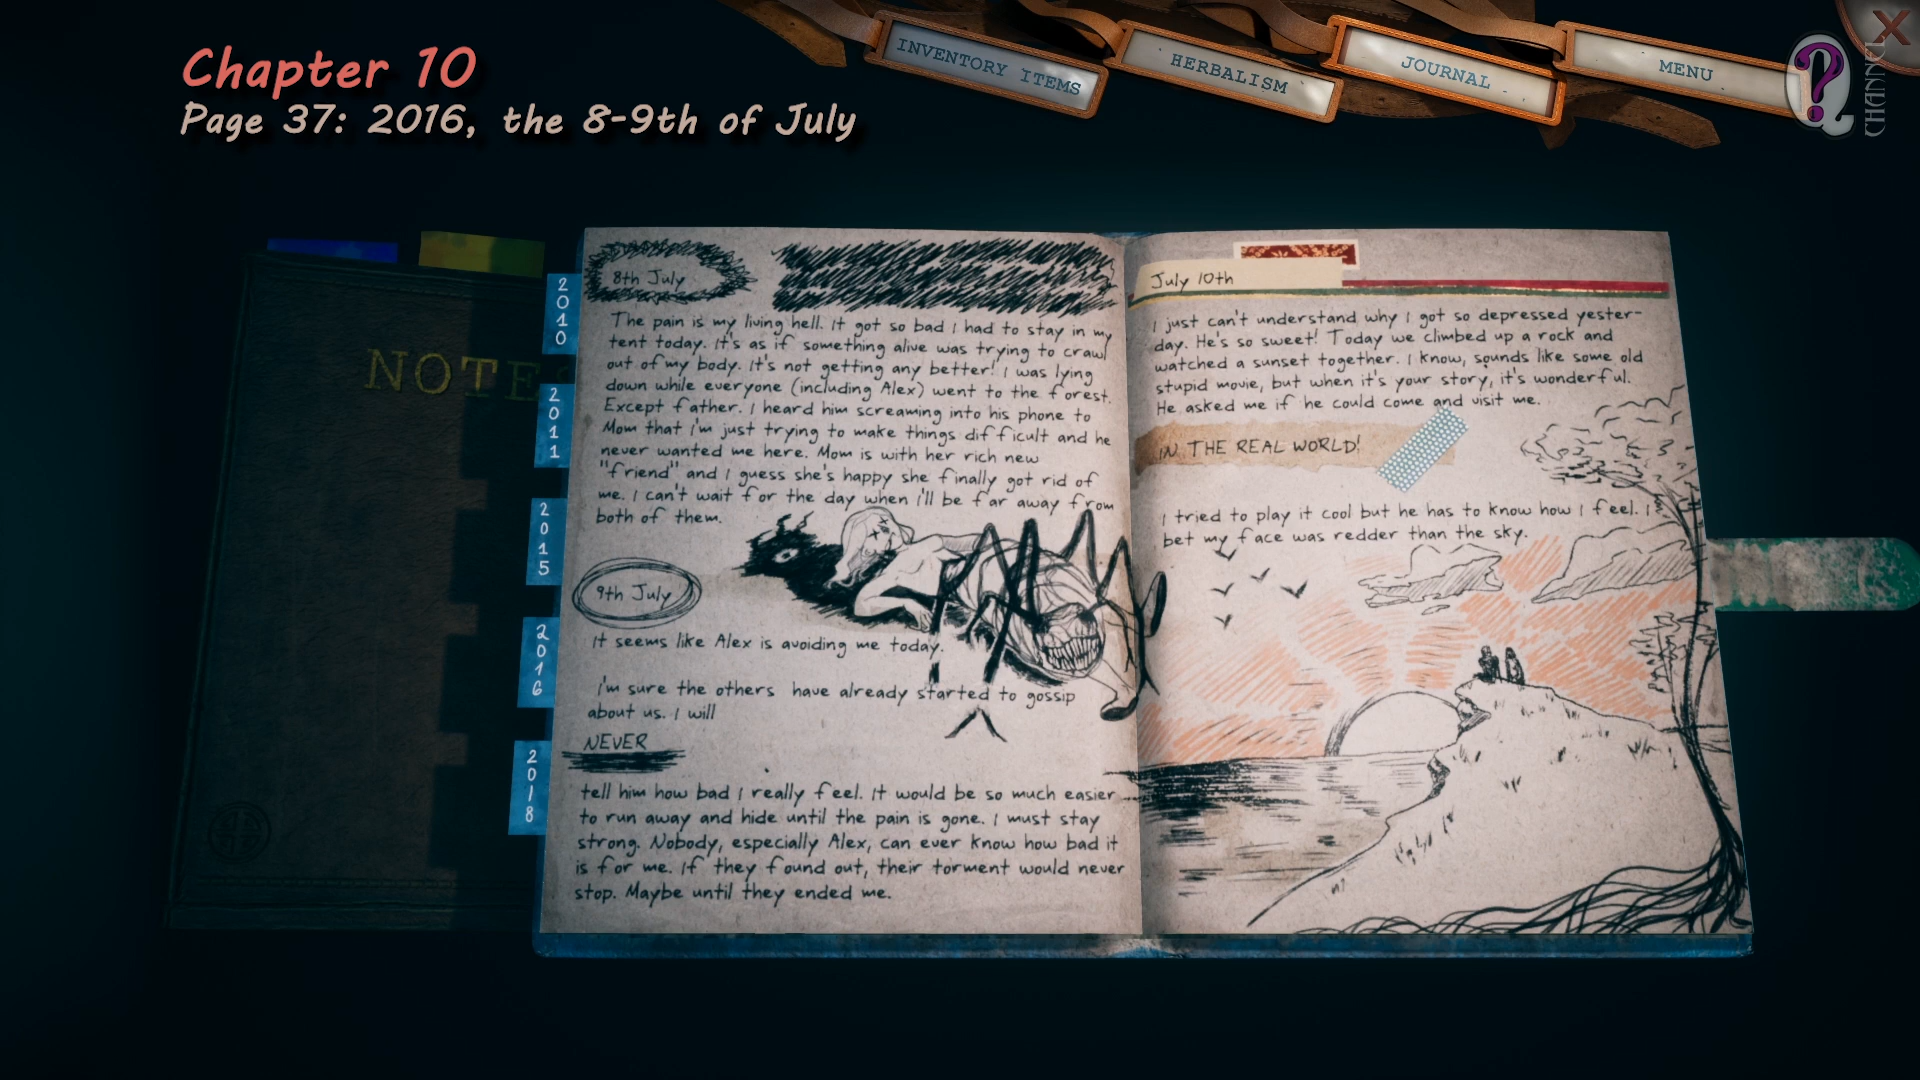 Chapter 10
Page 37: 2016, the 8-9th of July
INVENTORY ITEMS
HERBALISM
JOURNAL
MENU
X
? CHANNEL
NOTE
2010
2011
2015
2016
2018
8th July
The pain is my living hell. It got so bad I had to stay in my
tent today. It's as if something alive was trying to crawl
out of my body. It's not getting any better! I was lying
down while everyone (including Alex) went to the forest.
Except father. I heard him screaming into his phone to
Mom that I'm just trying to make things difficult and he
never wanted me here. Mom is with her rich new
"friend" and I guess she's happy she finally got rid of
me. I can't wait for the day when I'll be far away from
both of them.
9th July
It seems like Alex is avoiding me today.
I'm sure the others have already started to gossip
about us. I will
NEVER
tell him how bad I really feel. It would be so much easier
to run away and hide until the pain is gone. I must stay
strong. Nobody, especially Alex, can ever know how bad it
is for me. If they found out, their torment would never
stop. Maybe until they ended me.
July 10th
I just can't understand why I got so depressed yester-
day. He's so sweet! Today we climbed up a rock and
watched a sunset together. I know, sounds like some old
stupid movie, but when it's your story, it's wonderful.
He asked me if he could come and visit me.
IN THE REAL WORLD!
I tried to play it cool but he has to know how I feel. I
bet my face was redder than the sky.